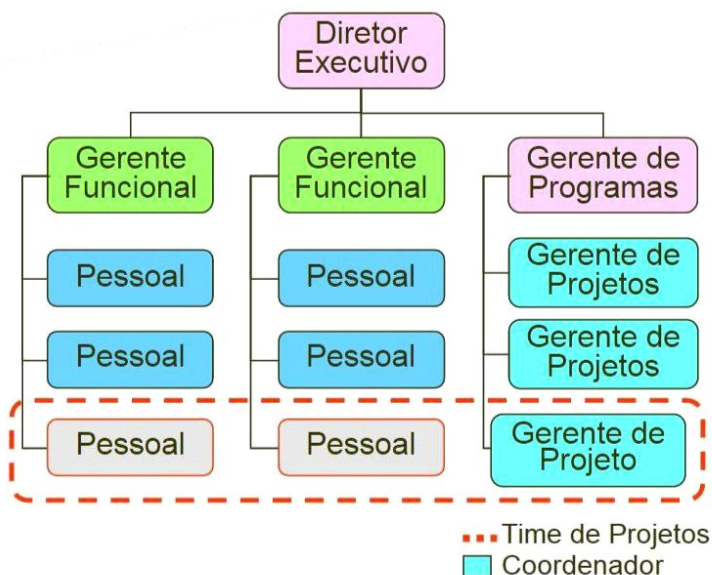 Diretor
Executivo
Gerente
Funcional
Gerente
Funcional
Gerente de
Programas
Pessoal
Pessoal
Gerente de
Projetos
Pessoal
Pessoal
Gerente de
Projetos
Pessoal
Pessoal
Gerente de
Projeto
Time de Projetos
Coordenador